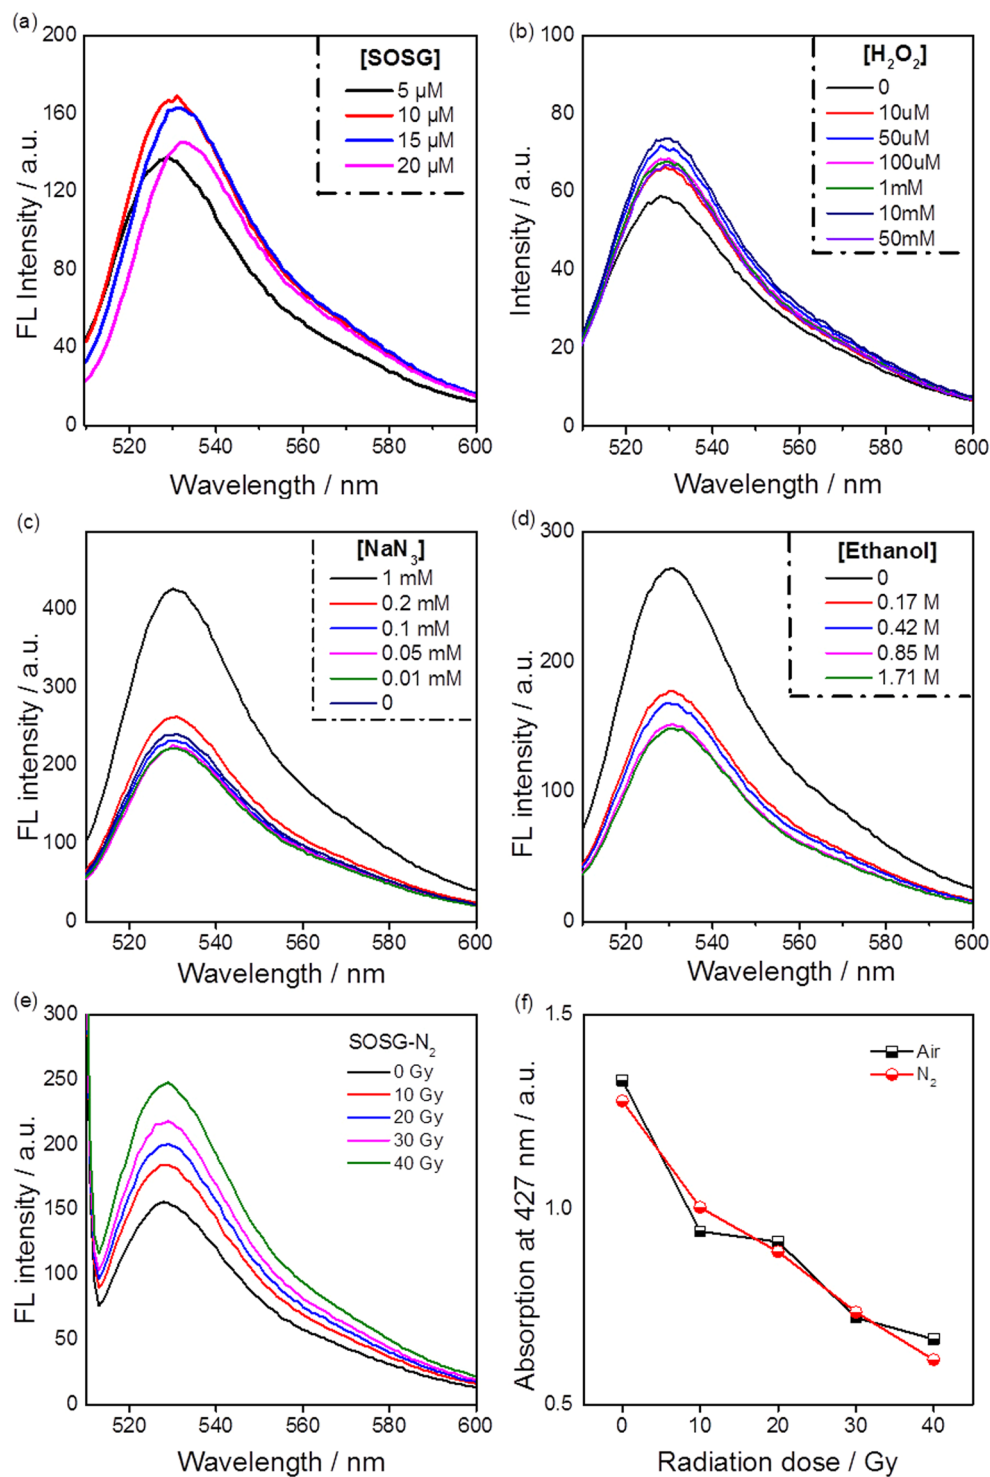 (a)
200
160
120
80
40
0
FL Intensity / a.u.
[SOSG]
5 µM
10 µM
15 µM
20 µM
520 540 560 580 600
Wavelength / nm
(b)
100
80
60
40
20
0
Intensity / a.u.
[H₂O₂]
0
10uM
50uM
100uM
1mM
10mM
50mM
520 540 560 580 600
Wavelength / nm
(c)
400
300
200
100
0
FL intensity / a.u.
[NaN₃]
1 mM
0.2 mM
0.1 mM
0.05 mM
0.01 mM
0
520 540 560 580 600
Wavelength / nm
(d)
300
200
100
0
FL intensity / a.u.
[Ethanol]
0
0.17 M
0.42 M
0.85 M
1.71 M
520 540 560 580 600
Wavelength / nm
(e)
300
250
200
150
100
50
0
FL intensity / a.u.
SOSG-N₂
0 Gy
10 Gy
20 Gy
30 Gy
40 Gy
520 540 560 580 600
Wavelength / nm
(f)
1.5
1.0
0.5
Absorption at 427 nm / a.u.
Air
N₂
0 10 20 30 40
Radiation dose / Gy